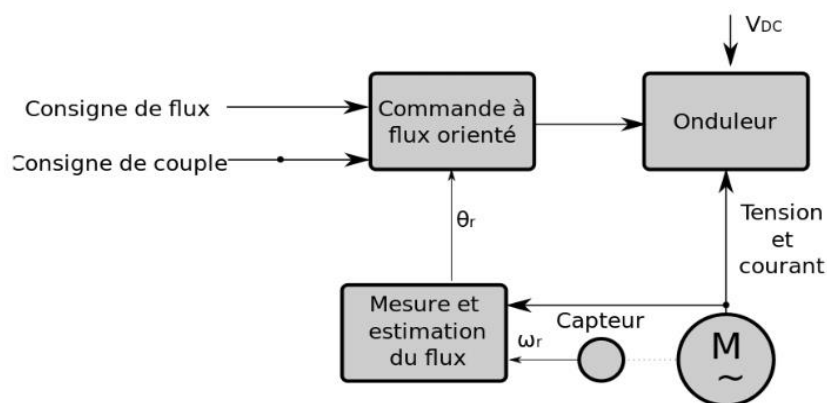 V_DC
Consigne de flux
Commande à
flux orienté
Onduleur
Consigne de couple
θr
Tension
et
courant
Mesure et
estimation
du flux
Capteur
ωr
M
~